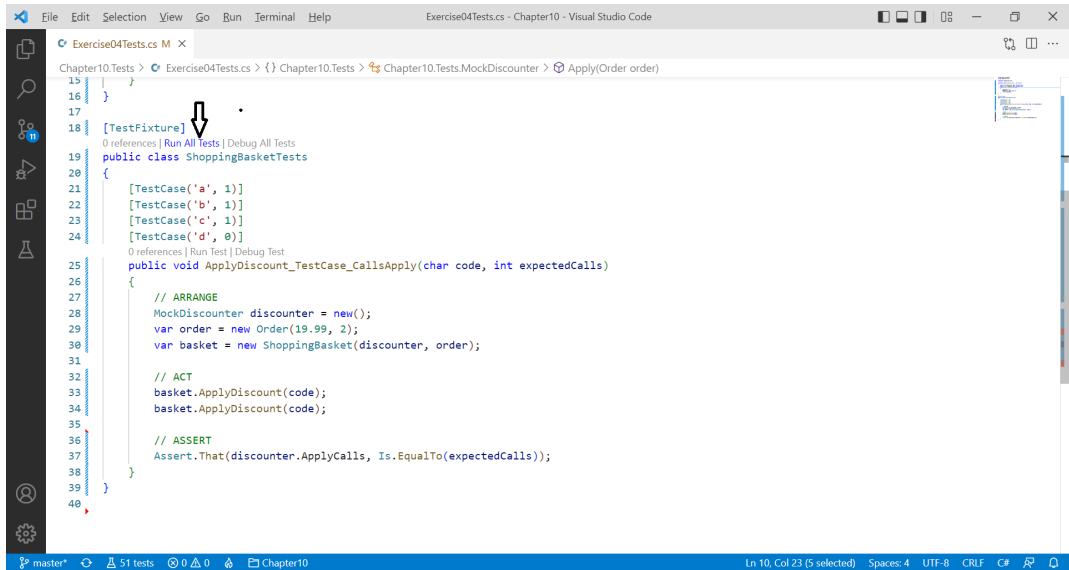 File Edit Selection View Go Run Terminal Help Exercise04Tests.cs - Chapter10 - Visual Studio Code
Exercise04Tests.cs M
Chapter10.Tests > Exercise04Tests.cs > {} Chapter10.Tests > Chapter10.Tests.MockDiscounter > Apply(Order order)
15 }
16 }
17
18 [TestFixture]
0 references | Run All Tests | Debug All Tests
19 public class ShoppingBasketTests
20 {
21 [TestCase('a', 1)]
22 [TestCase('b', 1)]
23 [TestCase('c', 1)]
24 [TestCase('d', 0)]
0 references | Run Test | Debug Test
25 public void ApplyDiscount_TestCase_CallsApply(char code, int expectedCalls)
26 {
27 // ARRANGE
28 MockDiscounter discounter = new();
29 var order = new Order(19.99, 2);
30 var basket = new ShoppingBasket(discounter, order);
31
32 // ACT
33 basket.ApplyDiscount(code);
34 basket.ApplyDiscount(code);
35
36 // ASSERT
37 Assert.That(discounter.ApplyCalls, Is.EqualTo(expectedCalls));
38 }
39 }
40
11
master* 51 tests 0 0 Chapter10 Ln 10, Col 23 (5 selected) Spaces: 4 UTF-8 CRLF C#